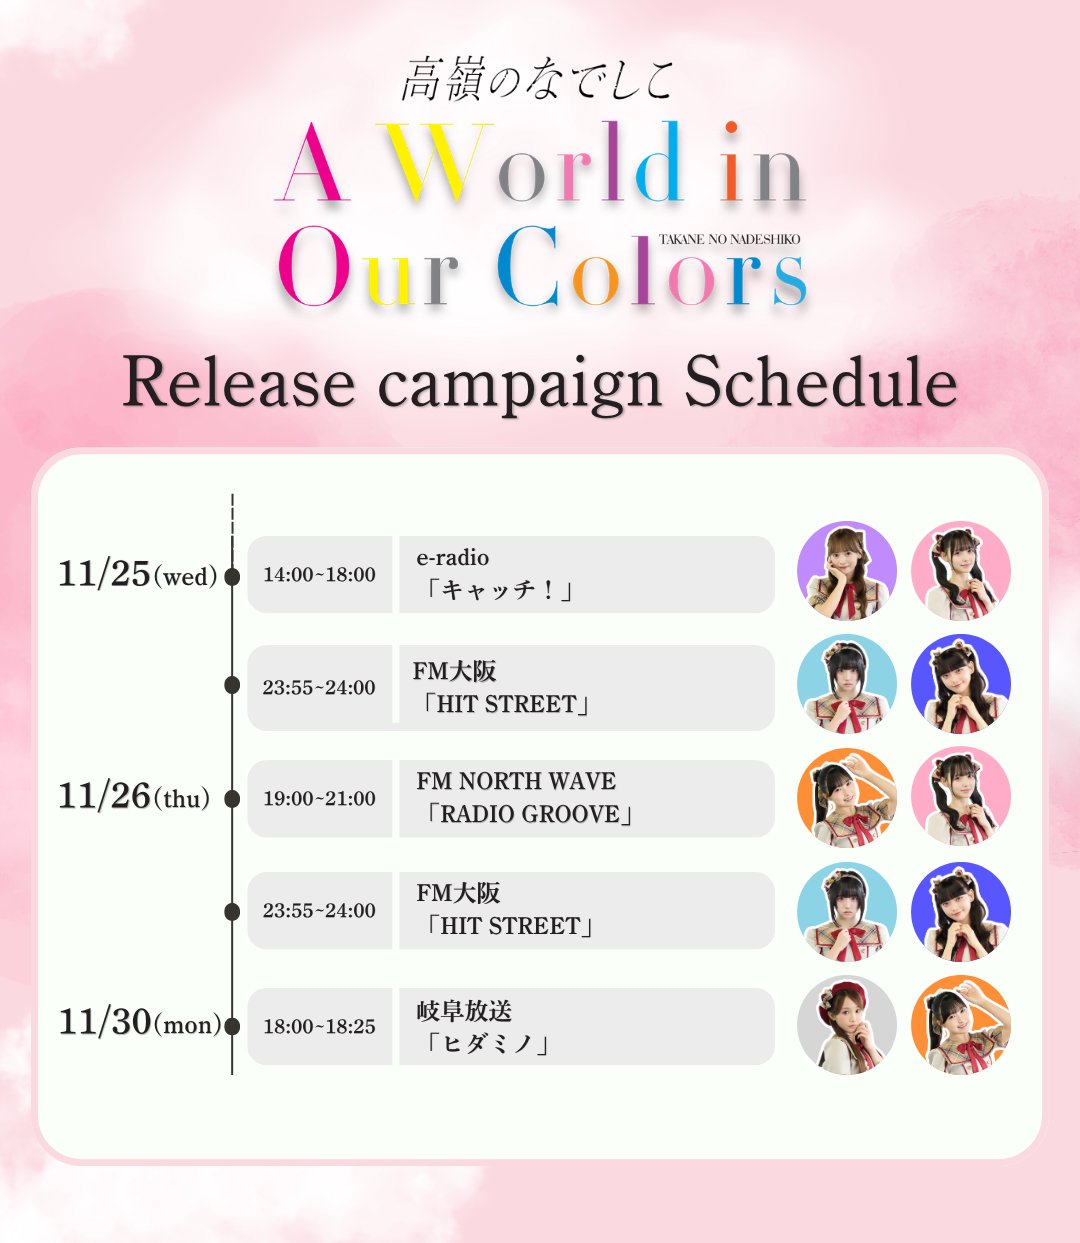 高嶺のなでしこ
A World in
TAKANE NO NADESHIKO
Our Colors
Release campaign Schedule
11/25(wed)
14:00~18:00
e-radio
「キャッチ！」
23:55~24:00
FM大阪
「HIT STREET」
11/26(thu)
19:00~21:00
FM NORTH WAVE
「RADIO GROOVE」
23:55~24:00
FM大阪
「HIT STREET」
11/30(mon)
18:00~18:25
岐阜放送
「ヒダミノ」